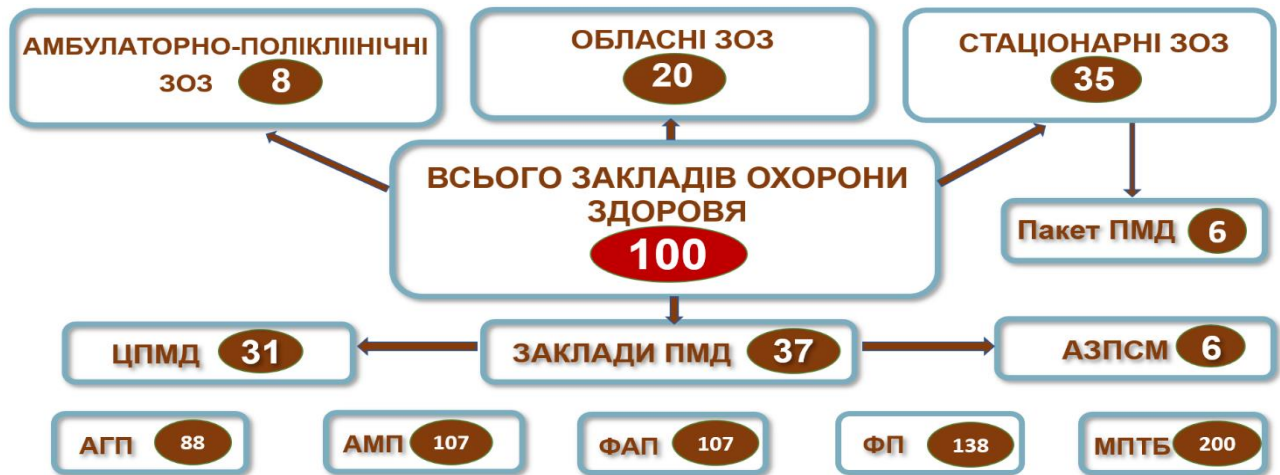 АМБУЛАТОРНО-ПОЛІКЛІІНІЧНІ
ЗОЗ 8
ОБЛАСНІ ЗОЗ
20
СТАЦІОНАРНІ ЗОЗ
35
ВСЬОГО ЗАКЛАДІВ ОХОРОНИ
ЗДОРОВЯ
100
Пакет ПМД 6
ЦПМД 31
ЗАКЛАДИ ПМД 37
АЗПСМ 6
АГП 88
АМП 107
ФАП 107
ФП 138
МПТБ 200